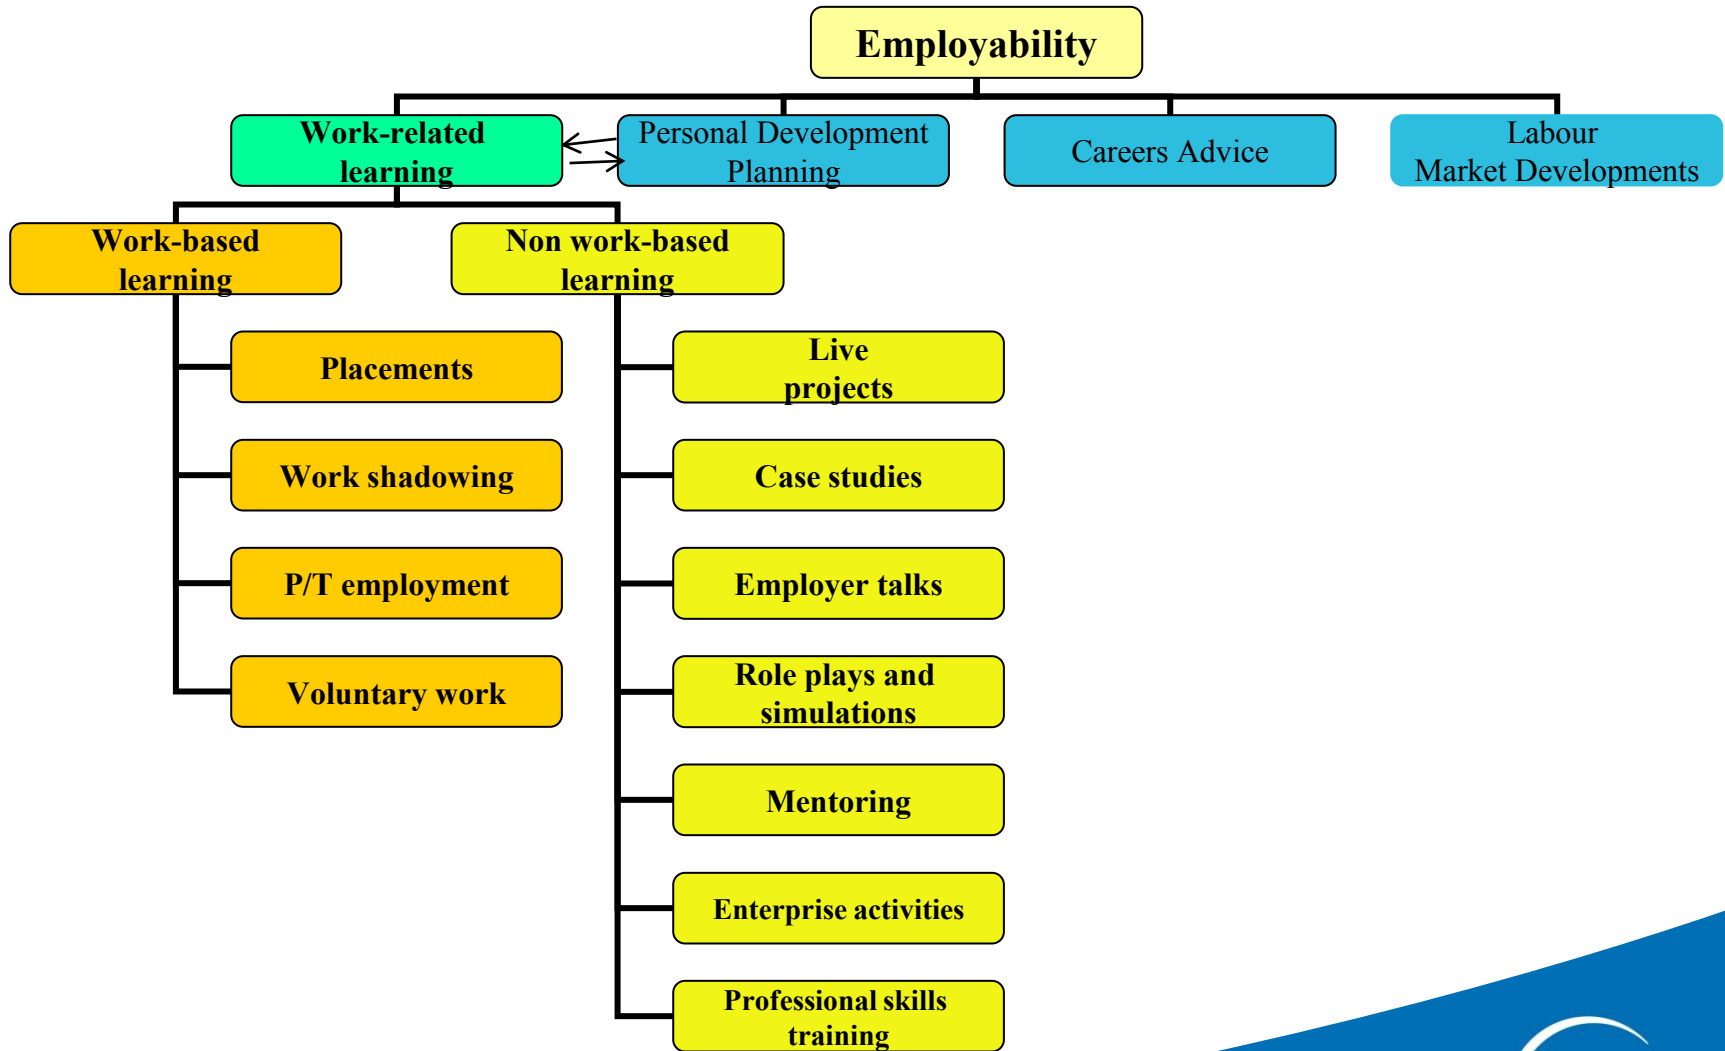 Employability
Work-related
learning
Personal Development
Planning
Careers Advice
Labour
Market Developments
Work-based
learning
Non work-based
learning
Placements
Work shadowing
P/T employment
Voluntary work
Live
projects
Case studies
Employer talks
Role plays and
simulations
Mentoring
Enterprise activities
Professional skills
training